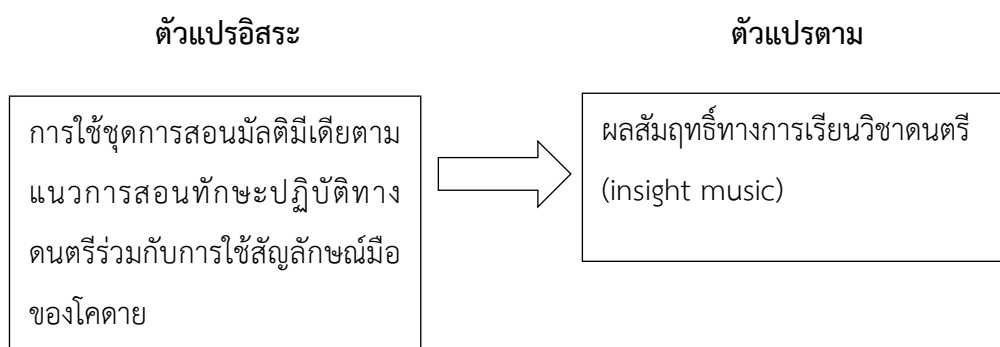 ตัวแปรอิสระ
ตัวแปรตาม
การใช้ชุดการสอนมัลติมีเดียตาม
แนวการสอนทักษะปฏิบัติทาง
ดนตรีร่วมกับการใช้สัญลักษณ์มือ
ของโคดาย
ผลสัมฤทธิ์ทางการเรียนวิชาดนตรี
(insight music)